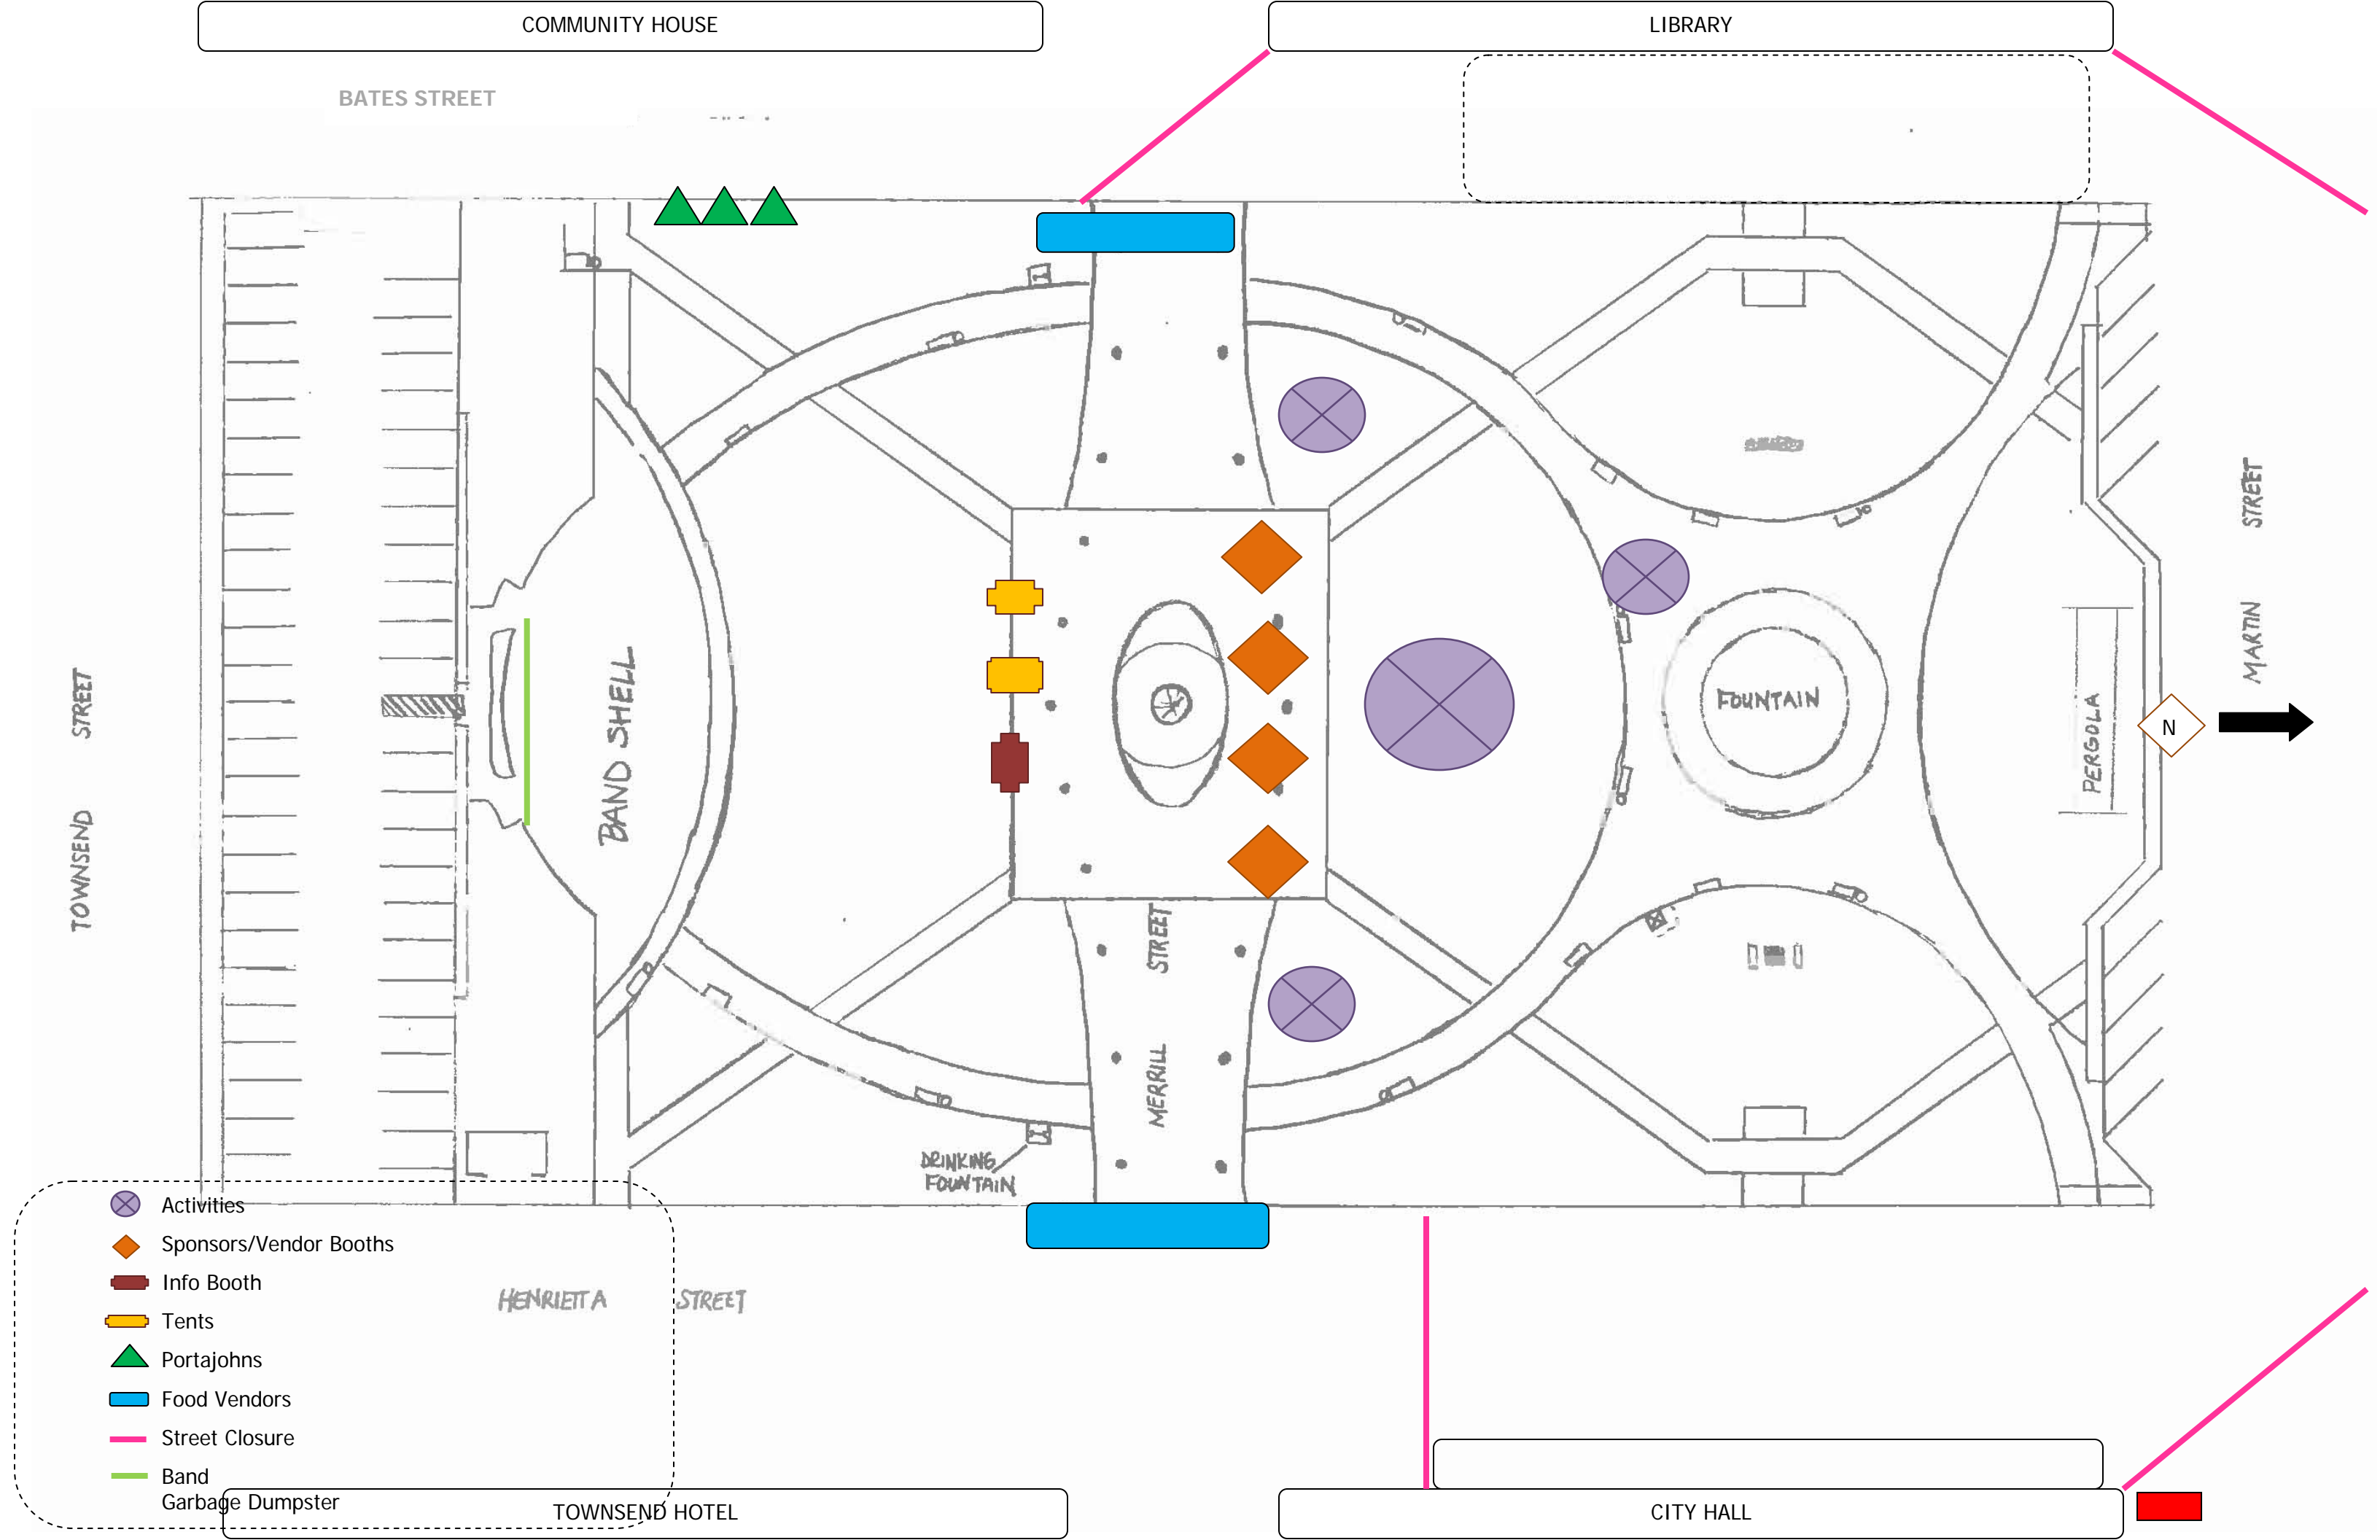 COMMUNITY HOUSE
LIBRARY
BATES STREET
MARTIN STREET
TOWNSEND STREET
BAND SHELL
FOUNTAIN
PERGOLA
N
MERRILL STREET
DRINKING
FOUNTAIN
HENRIETTA STREET
Activities
Sponsors/Vendor Booths
Info Booth
Tents
Portajohns
Food Vendors
Street Closure
Band
Garbage Dumpster
TOWNSEND HOTEL
CITY HALL